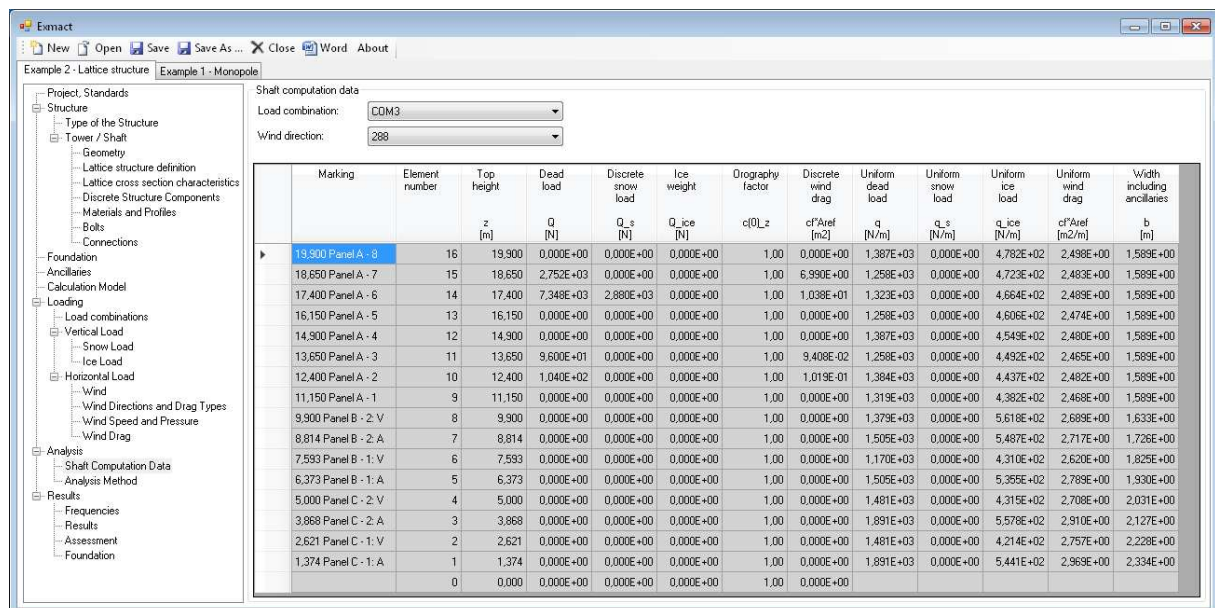 Exmact
New Open Save Save As ... Close Word About
Example 2 - Lattice structure Example 1 - Monopole
Project, Standards
Structure
Type of the Structure
Tower / Shaft
Geometry
Lattice structure definition
Lattice cross section characteristics
Discrete Structure Components
Materials and Profiles
Bolts
Connections
Foundation
Ancillaries
Calculation Model
Loading
Load combinations
Vertical Load
Snow Load
Ice Load
Horizontal Load
Wind
Wind Directions and Drag Types
Wind Speed and Pressure
Wind Drag
Analysis
Shaft Computation Data
Analysis Method
Results
Frequencies
Results
Assessment
Foundation
Shaft computation data
Load combination: COM3
Wind direction: 288
Marking Element number Top height z [m] Dead load Q [N] Discrete snow load Q_s [N] Ice weight Q_ice [N] Orography factor c(0)_z Discrete wind drag cf*Aref [m2] Uniform dead load q [N/m] Uniform snow load q_s [N/m] Uniform ice load q_ice [N/m] Uniform wind drag cf*Aref [m2/m] Width including ancillaries b [m]
19,900 Panel A - 8 16 19,900 0,000E+00 0,000E+00 0,000E+00 1,00 0,000E+00 1,387E+03 0,000E+00 4,782E+02 2,498E+00 1,589E+00
18,650 Panel A - 7 15 18,650 2,752E+03 0,000E+00 0,000E+00 1,00 6,990E+00 1,258E+03 0,000E+00 4,723E+02 2,483E+00 1,589E+00
17,400 Panel A - 6 14 17,400 7,348E+03 2,880E+03 0,000E+00 1,00 1,038E+01 1,323E+03 0,000E+00 4,664E+02 2,489E+00 1,589E+00
16,150 Panel A - 5 13 16,150 0,000E+00 0,000E+00 0,000E+00 1,00 0,000E+00 1,258E+03 0,000E+00 4,606E+02 2,474E+00 1,589E+00
14,900 Panel A - 4 12 14,900 0,000E+00 0,000E+00 0,000E+00 1,00 0,000E+00 1,387E+03 0,000E+00 4,549E+02 2,480E+00 1,589E+00
13,650 Panel A - 3 11 13,650 9,600E+01 0,000E+00 0,000E+00 1,00 9,408E-02 1,258E+03 0,000E+00 4,492E+02 2,465E+00 1,589E+00
12,400 Panel A - 2 10 12,400 1,040E+02 0,000E+00 0,000E+00 1,00 1,019E-01 1,384E+03 0,000E+00 4,437E+02 2,482E+00 1,589E+00
11,150 Panel A - 1 9 11,150 0,000E+00 0,000E+00 0,000E+00 1,00 0,000E+00 1,319E+03 0,000E+00 4,382E+02 2,468E+00 1,589E+00
9,900 Panel B - 2: V 8 9,900 0,000E+00 0,000E+00 0,000E+00 1,00 0,000E+00 1,379E+03 0,000E+00 5,618E+02 2,689E+00 1,633E+00
8,814 Panel B - 2: A 7 8,814 0,000E+00 0,000E+00 0,000E+00 1,00 0,000E+00 1,505E+03 0,000E+00 5,487E+02 2,717E+00 1,726E+00
7,593 Panel B - 1: V 6 7,593 0,000E+00 0,000E+00 0,000E+00 1,00 0,000E+00 1,170E+03 0,000E+00 4,310E+02 2,620E+00 1,825E+00
6,373 Panel B - 1: A 5 6,373 0,000E+00 0,000E+00 0,000E+00 1,00 0,000E+00 1,505E+03 0,000E+00 5,355E+02 2,789E+00 1,930E+00
5,000 Panel C - 2: V 4 5,000 0,000E+00 0,000E+00 0,000E+00 1,00 0,000E+00 1,481E+03 0,000E+00 4,315E+02 2,708E+00 2,031E+00
3,868 Panel C - 2: A 3 3,868 0,000E+00 0,000E+00 0,000E+00 1,00 0,000E+00 1,891E+03 0,000E+00 5,578E+02 2,910E+00 2,127E+00
2,621 Panel C - 1: V 2 2,621 0,000E+00 0,000E+00 0,000E+00 1,00 0,000E+00 1,481E+03 0,000E+00 4,214E+02 2,757E+00 2,228E+00
1,374 Panel C - 1: A 1 1,374 0,000E+00 0,000E+00 0,000E+00 1,00 0,000E+00 1,891E+03 0,000E+00 5,441E+02 2,969E+00 2,334E+00
0 0,000 0,000E+00 0,000E+00 0,000E+00 1,00 0,000E+00